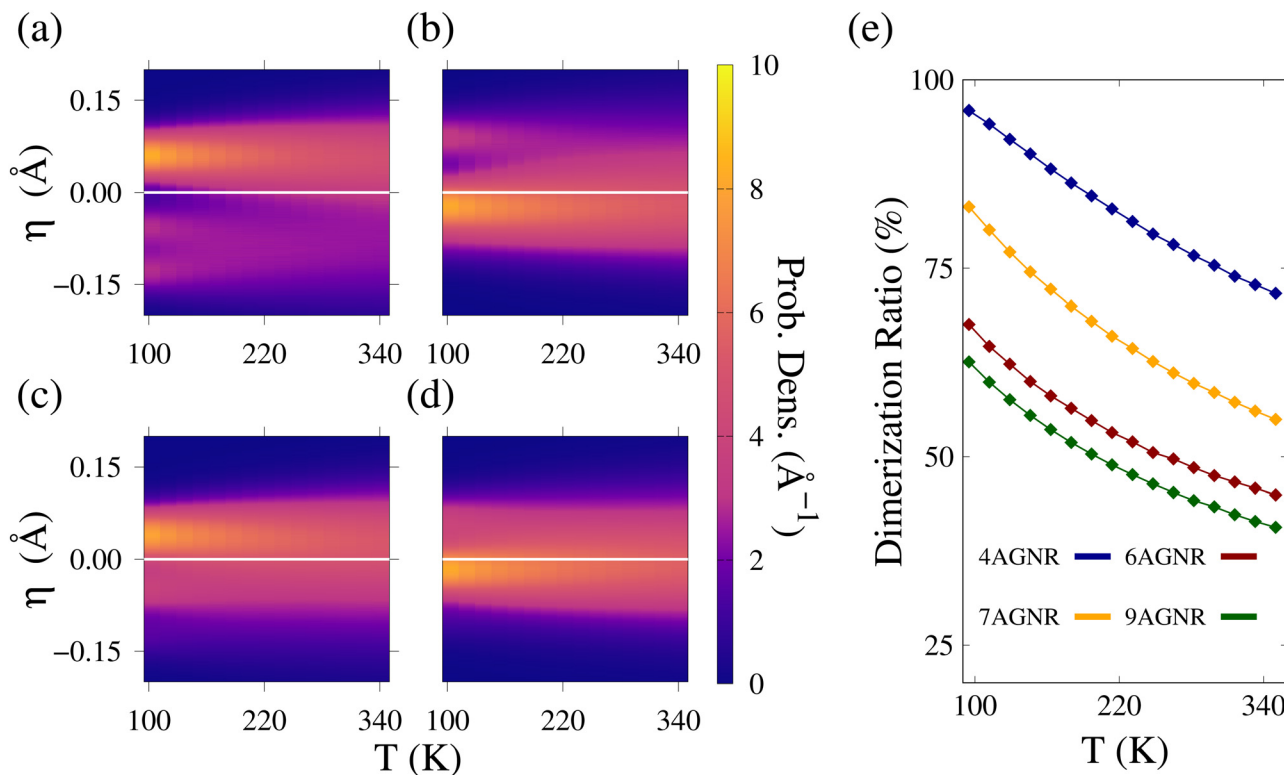 (a)
(b)
0.15
0.00
−0.15
η (Å)
100
220
340
100
220
340
(c)
(d)
0.15
0.00
−0.15
η (Å)
100
220
340
100
220
340
T (K)
10
8
6
4
2
0
Prob. Dens. (Å⁻¹)
(e)
100
75
50
25
Dimerization Ratio (%)
4AGNR
6AGNR
7AGNR
9AGNR
100
220
340
T (K)